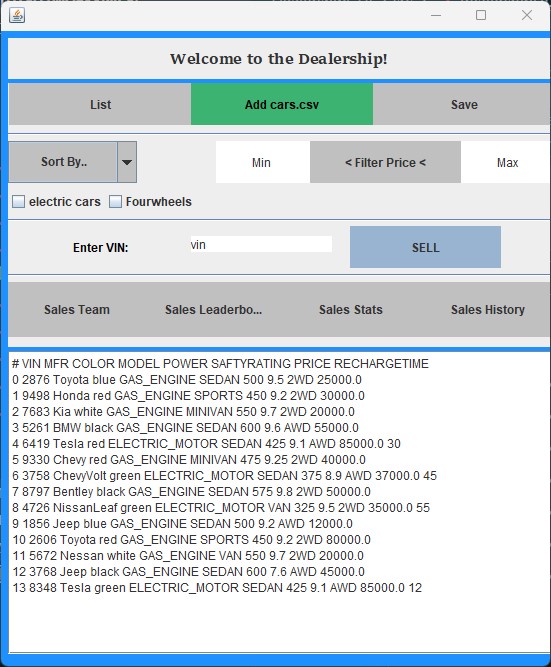 Welcome to the Dealership!
List Add cars.csv Save
Sort By.. Min < Filter Price < Max
electric cars Fourwheels
Enter VIN: vin SELL
Sales Team Sales Leaderbo... Sales Stats Sales History
# VIN MFR COLOR MODEL POWER SAFTYRATING PRICE RECHARGETIME
0 2876 Toyota blue GAS_ENGINE SEDAN 500 9.5 2WD 25000.0
1 9498 Honda red GAS_ENGINE SPORTS 450 9.2 2WD 30000.0
2 7683 Kia white GAS_ENGINE MINIVAN 550 9.7 2WD 20000.0
3 5261 BMW black GAS_ENGINE SEDAN 600 9.6 AWD 55000.0
4 6419 Tesla red ELECTRIC_MOTOR SEDAN 425 9.1 AWD 85000.0 30
5 9330 Chevy red GAS_ENGINE MINIVAN 475 9.25 2WD 40000.0
6 3758 ChevyVolt green ELECTRIC_MOTOR SEDAN 375 8.9 AWD 37000.0 45
7 8797 Bentley black GAS_ENGINE SEDAN 575 9.8 2WD 50000.0
8 4726 NissanLeaf green ELECTRIC_MOTOR VAN 325 9.5 2WD 35000.0 55
9 1856 Jeep blue GAS_ENGINE SEDAN 500 9.2 AWD 12000.0
10 2606 Toyota red GAS_ENGINE SPORTS 450 9.2 2WD 80000.0
11 5672 Nessan white GAS_ENGINE VAN 550 9.7 2WD 20000.0
12 3768 Jeep black GAS_ENGINE SEDAN 600 7.6 AWD 45000.0
13 8348 Tesla green ELECTRIC_MOTOR SEDAN 425 9.1 AWD 85000.0 12